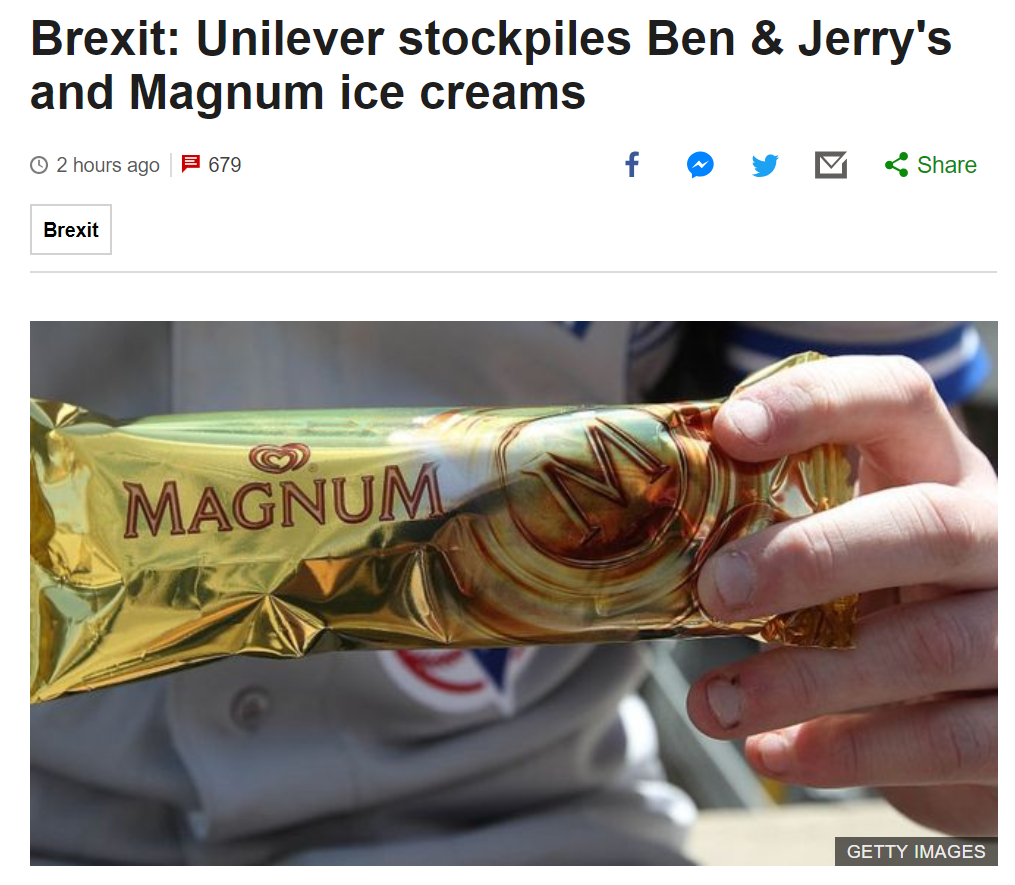 Brexit: Unilever stockpiles Ben & Jerry's
and Magnum ice creams
2 hours ago 679
Share
Brexit
MAGNUM
M
GETTY IMAGES